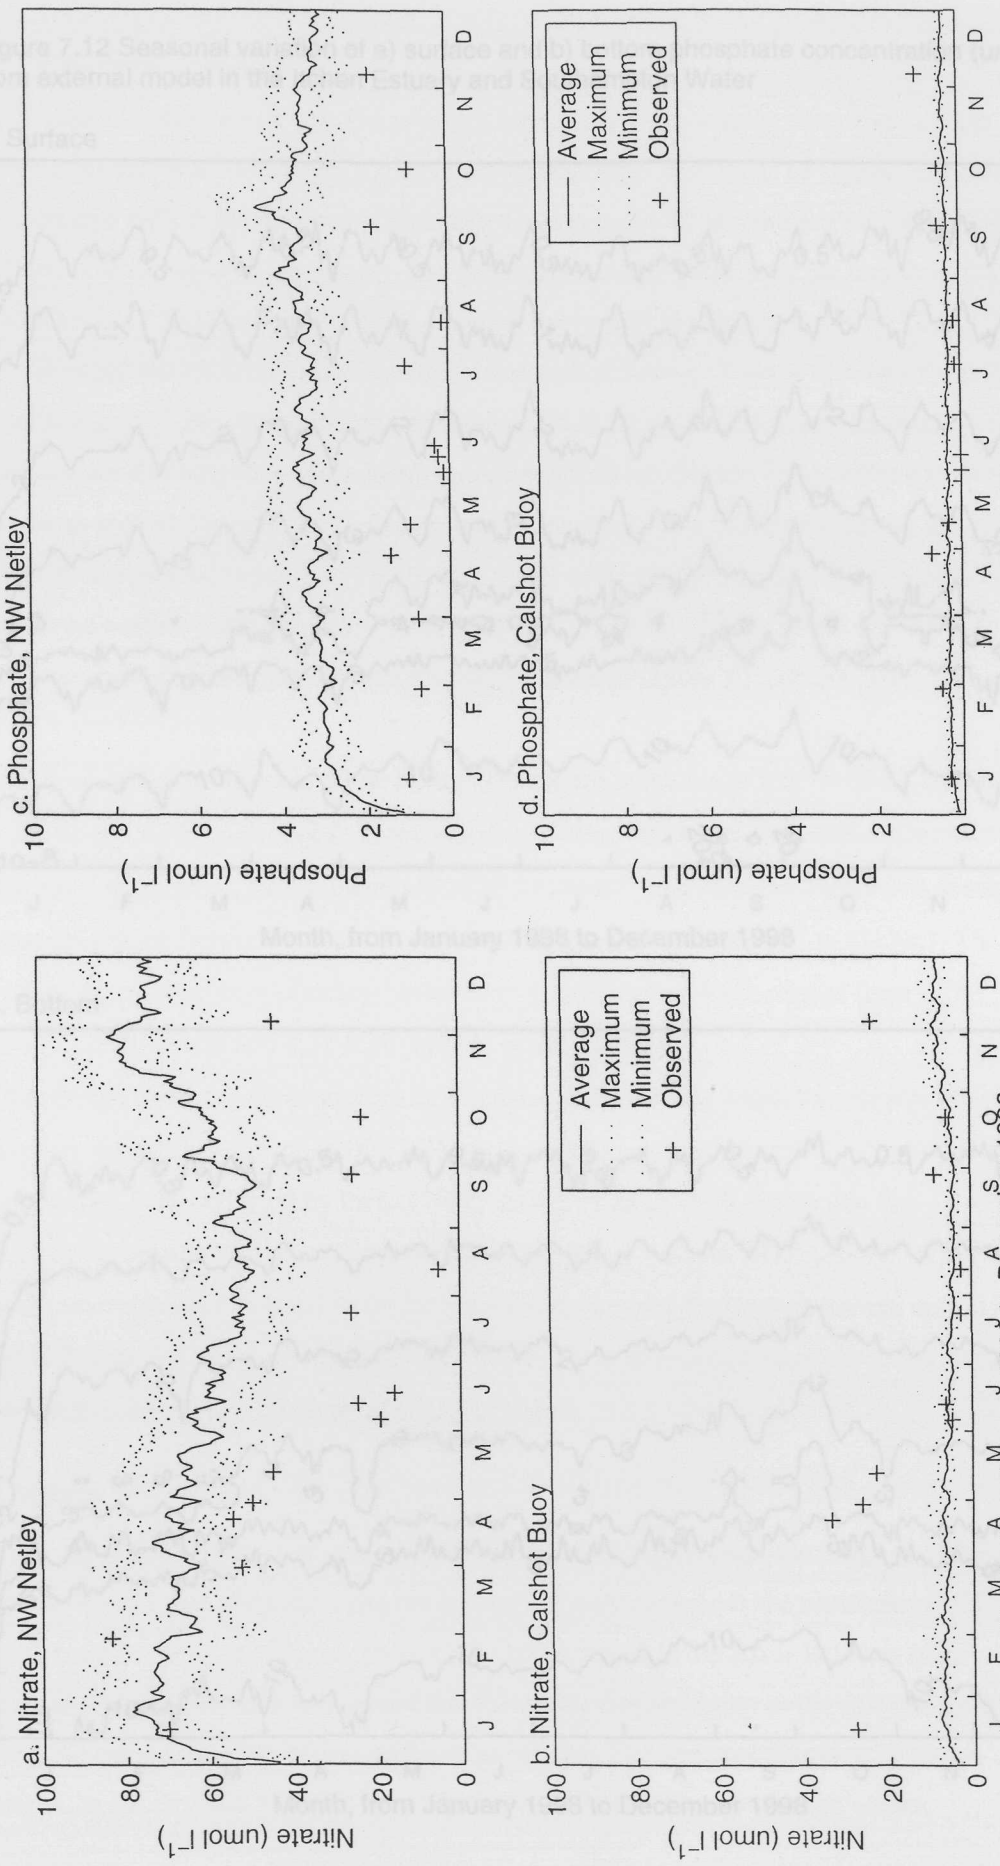 a. Nitrate, NW Netley
100
80
60
40
20
0
Nitrate (umol l⁻¹)
J F M A M J J A S O N D
b. Nitrate, Calshot Buoy
100
80
60
40
20
0
Nitrate (umol l⁻¹)
Average
Maximum
Minimum
Observed
J F M A M J J A S O N D
c. Phosphate, NW Netley
10
8
6
4
2
0
Phosphate (umol l⁻¹)
J F M A M J J A S O N D
d. Phosphate, Calshot Buoy
10
8
6
4
2
0
Phosphate (umol l⁻¹)
Average
Maximum
Minimum
Observed
J F M A M J J A S O N D
Surface
Month, from January 1998 to December 1998
Month, from January 1998 to December 1998